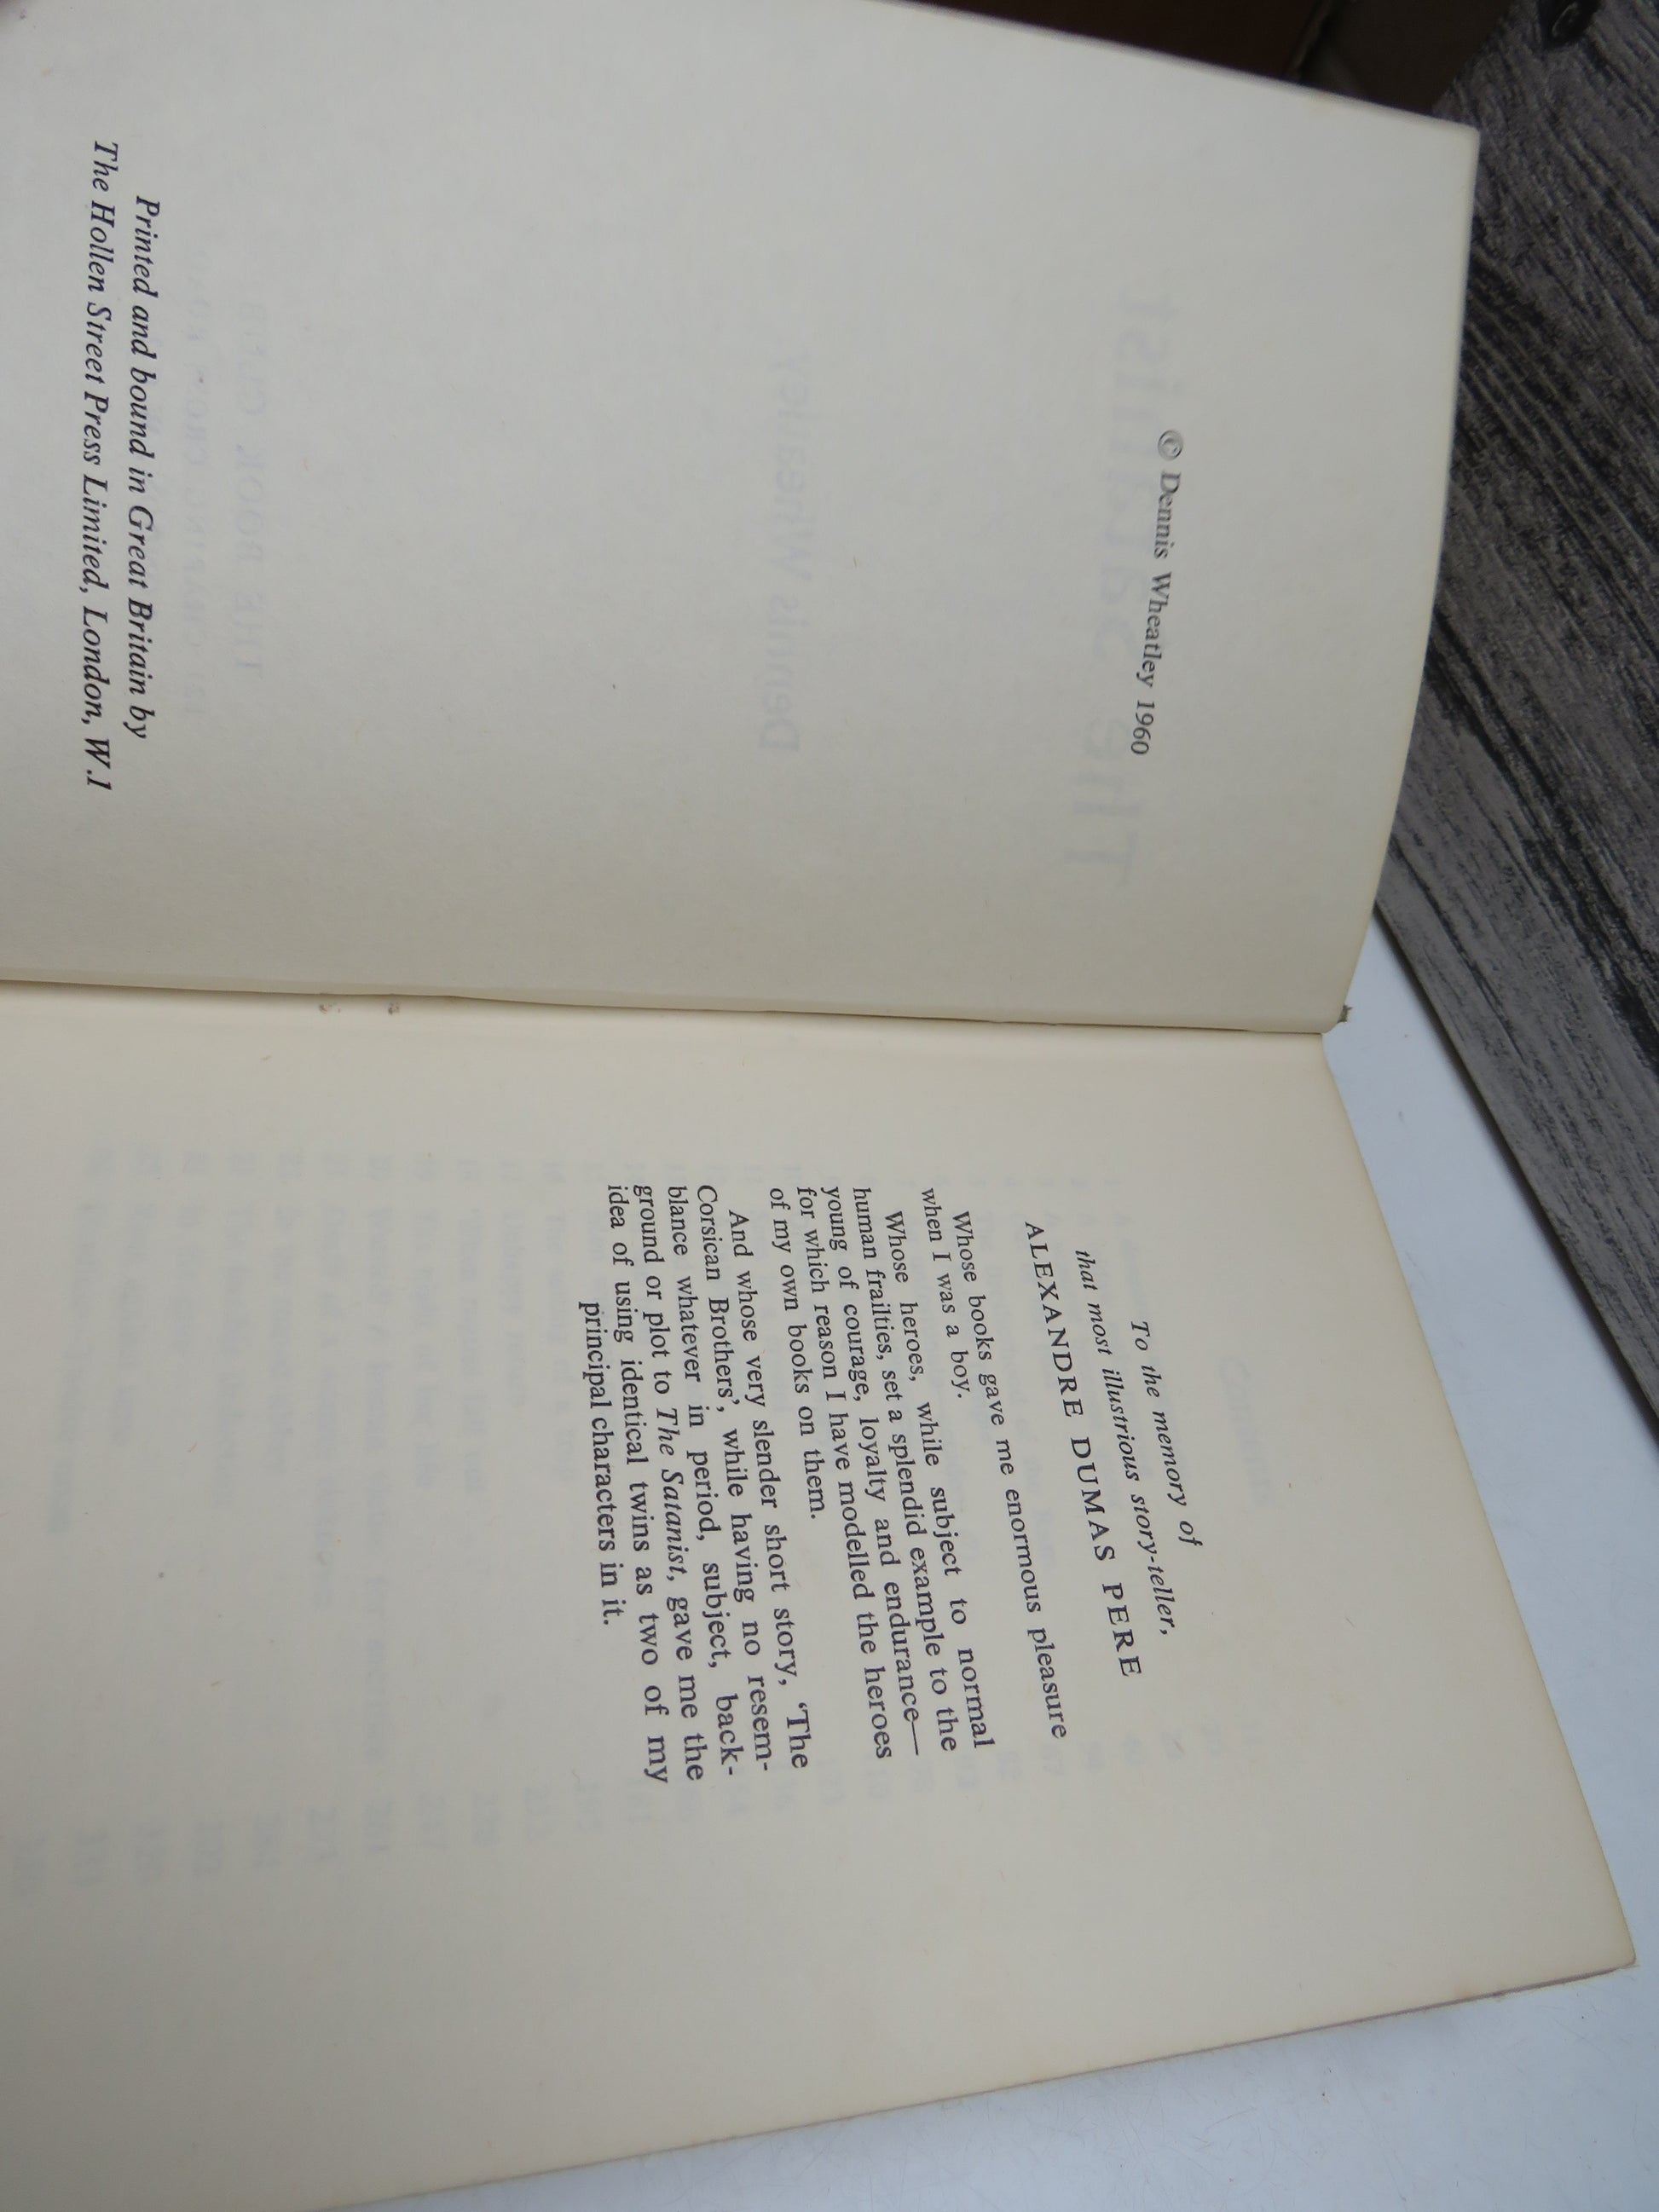 © Dennis Wheatley 1960
Printed and bound in Great Britain by
The Hollen Street Press Limited, London, W.1
To the memory of
that most illustrious story-teller,
ALEXANDRE DUMAS PERE
Whose books gave me enormous pleasure
when I was a boy.
Whose heroes, while subject to normal
human frailties, set a splendid example to the
young of courage, loyalty and endurance—
for which reason I have modelled the heroes
of my own books on them.
And whose very slender short story, ‘The
Corsican Brothers’, while having no resem-
blance whatever in period, subject, back-
ground or plot to The Satanist, gave me the
idea of using identical twins as two of my
principal characters in it.